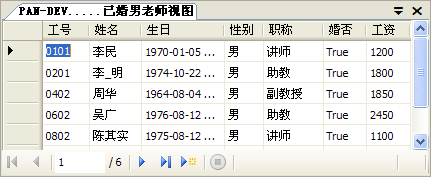 PAN-DEV.....已婚男老师视图
工号 姓名 生日 性别 职称 婚否 工资
0101 李民 1970-01-05 ... 男 讲师 True 1200
0201 李_明 1974-10-22 ... 男 助教 True 1800
0402 周华 1964-08-04 ... 男 副教授 True 1850
0602 吴广 1976-08-12 ... 男 助教 True 2450
0802 陈其实 1975-08-12 ... 男 讲师 True 1100
1 / 6